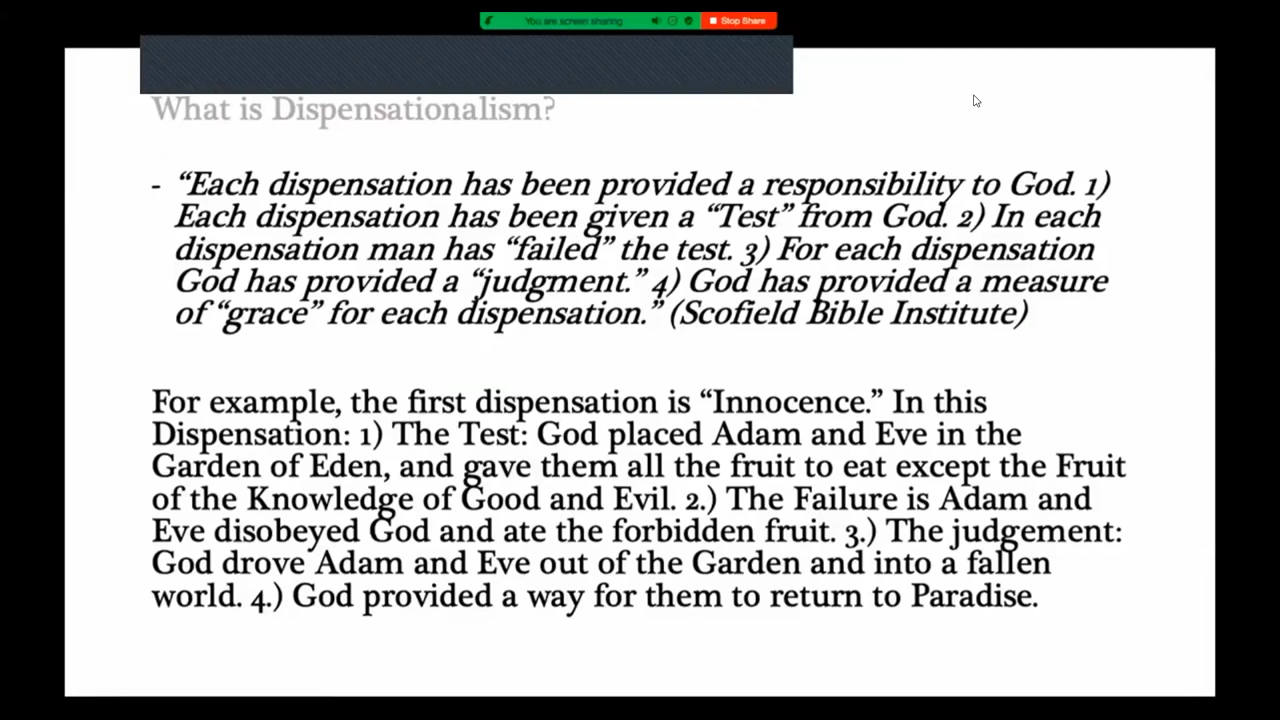 You are screen sharing
Stop Share
What is Dispensationalism?
- “Each dispensation has been provided a responsibility to God. 1)
Each dispensation has been given a “Test” from God. 2) In each
dispensation man has “failed” the test. 3) For each dispensation
God has provided a “judgment.” 4) God has provided a measure
of “grace” for each dispensation.” (Scofield Bible Institute)
For example, the first dispensation is “Innocence.” In this
Dispensation: 1) The Test: God placed Adam and Eve in the
Garden of Eden, and gave them all the fruit to eat except the Fruit
of the Knowledge of Good and Evil. 2.) The Failure is Adam and
Eve disobeyed God and ate the forbidden fruit. 3.) The judgement:
God drove Adam and Eve out of the Garden and into a fallen
world. 4.) God provided a way for them to return to Paradise.